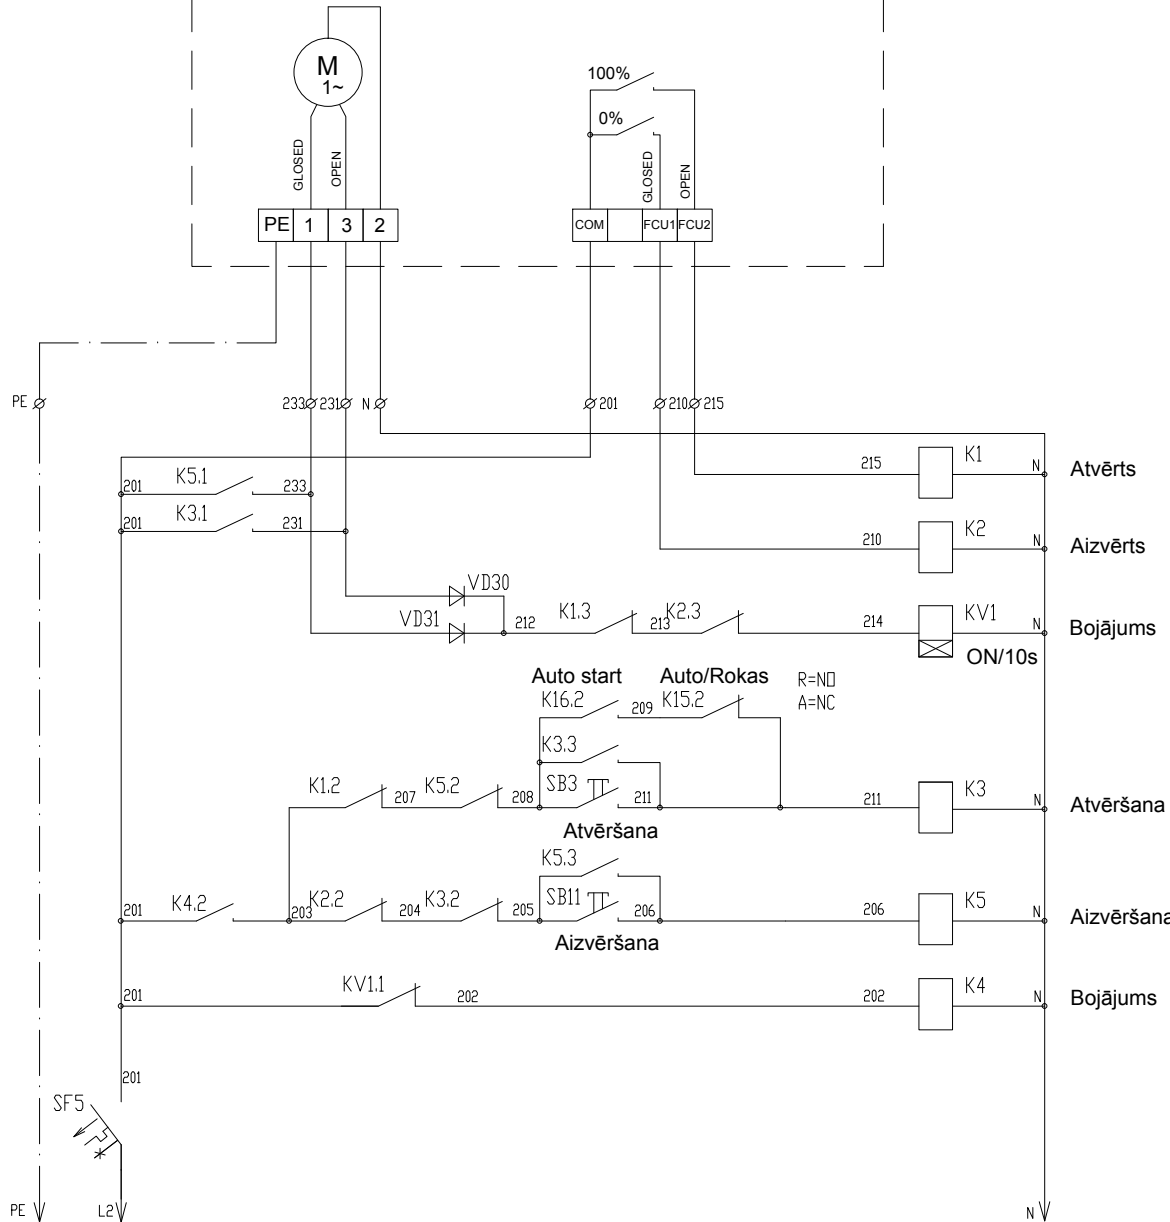 M
1~
100%
0%
GLOSED
OPEN
GLOSED
OPEN
PE 1 3 2
COM FCU1 FCU2
PE 233 231 N 201 210 215
215 K1 N Atvērts
K5.1
201 233
K3.1
201 231
210 K2 N Aizvērts
VD30
VD31 212 K1.3 213 K2.3 214 KV1 N Bojājums
ON/10s
Auto start Auto/Rokas R=NO
K16.2 209 K15.2 A=NC
K3.3
K1.2 207 K5.2 208 SB3 211 211 K3 N Atvēršana
Atvēršana
K5.3
201 K4.2 203 K2.2 204 K3.2 205 SB11 206 206 K5 N Aizvēršana
Aizvēršana
201 KV1.1 202 202 K4 N Bojājums
201
SF5
PE L2 N